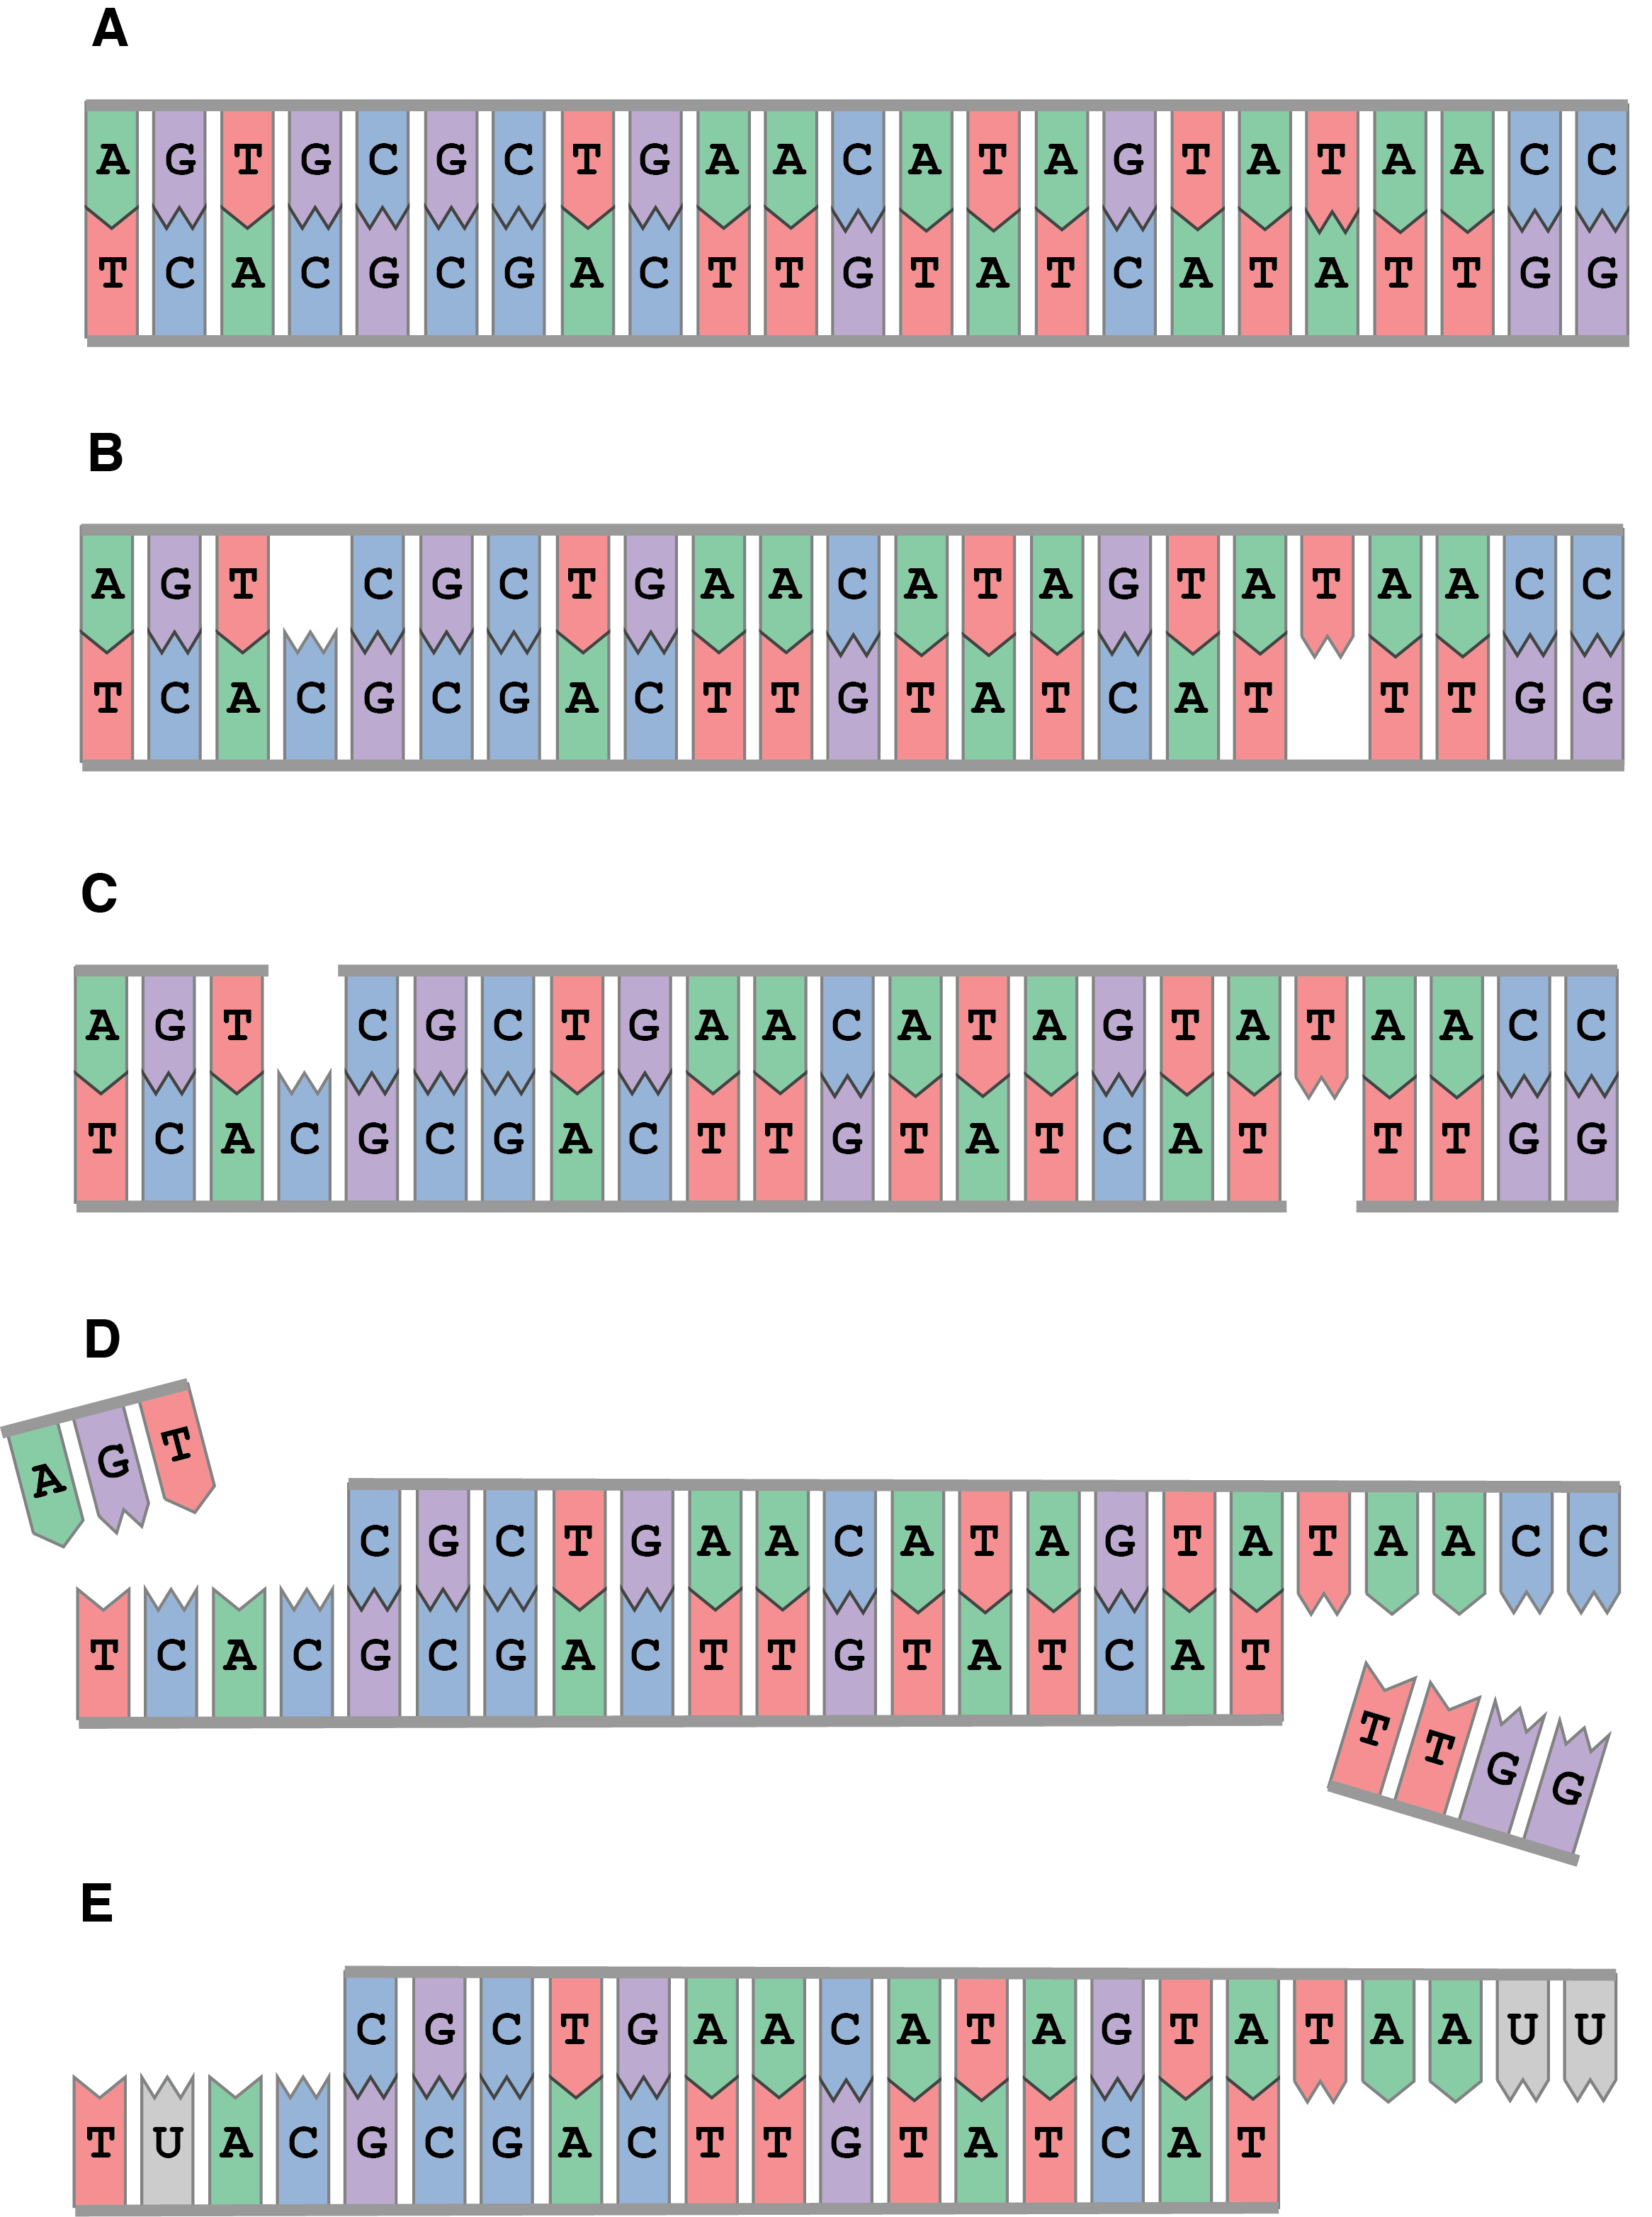 A
A G T G C G C T G A A C A T A G T A T A A C C
T C A C G C G A C T T G T A T C A T A T T G G
B
A G T C G C T G A A C A T A G T A T A A C C
T C A C G C G A C T T G T A T C A T T T G G
C
A G T C G C T G A A C A T A G T A T A A C C
T C A C G C G A C T T G T A T C A T T T G G
D
A G T
C G C T G A A C A T A G T A T A A C C
T C A C G C G A C T T G T A T C A T
T T G G
E
C G C T G A A C A T A G T A T A A U U
T U A C G C G A C T T G T A T C A T